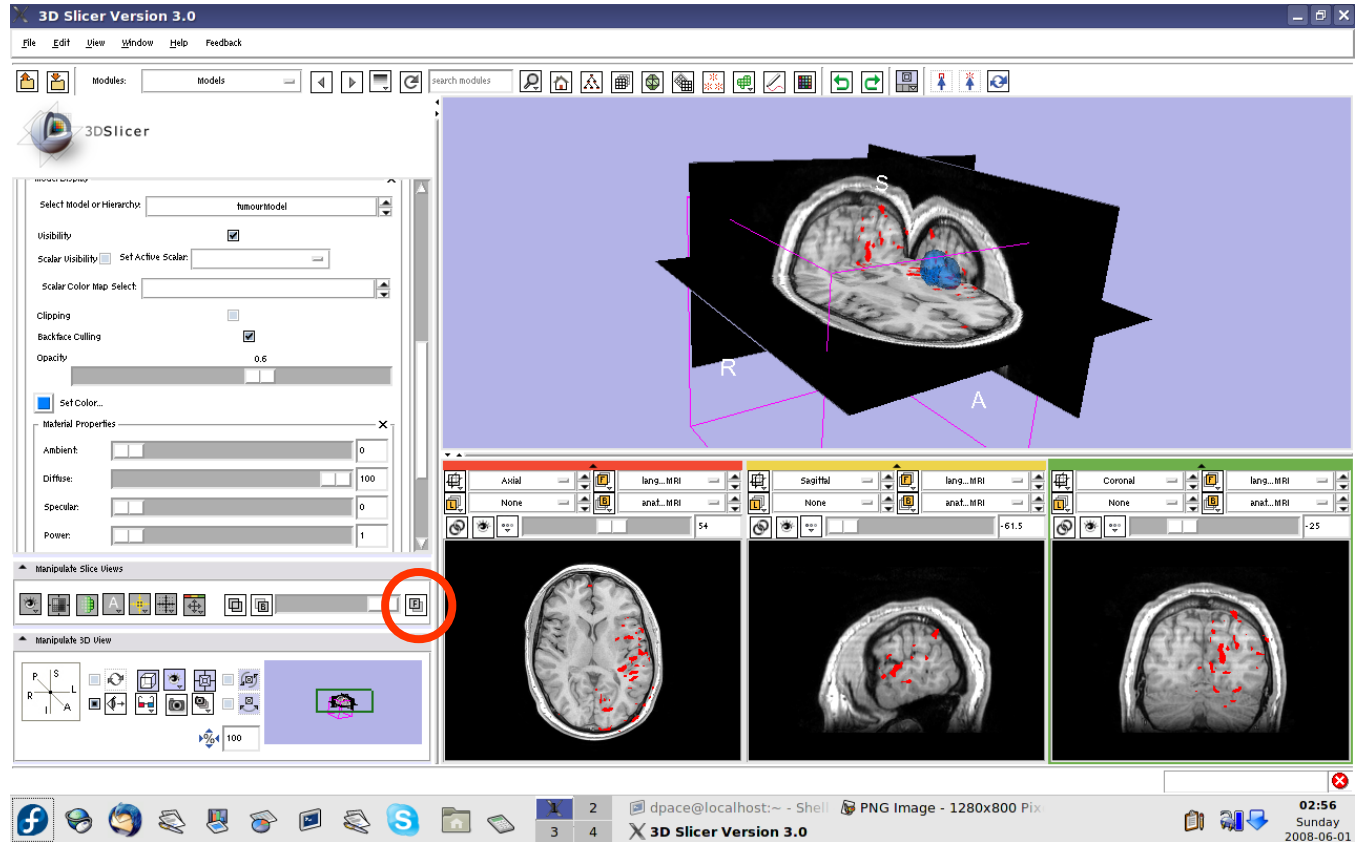 3D Slicer Version 3.0
File Edit View Window Help Feedback
Modules: Models search modules
3DSlicer
Model Display
Select Model or Hierarchy: tumourModel
Visibility
Scalar Visibility Set Active Scalar:
Scalar Color Map Select:
Clipping
Backface Culling
Opacity 0.6
Set Color...
Material Properties
Ambient: 0
Diffuse: 100
Specular: 0
Power: 1
Manipulate Slice Views
A B F
Manipulate 3D View
P S
R L
I A
% 100
S
R
A
Axial F lang...MRI
L None B anat...MRI
54
Sagittal F lang...MRI
L None B anat...MRI
-61.5
Coronal F lang...MRI
L None B anat...MRI
-25
1 2 dpace@localhost:~ - Shell PNG Image - 1280x800 Pix
3 4 3D Slicer Version 3.0
02:56
Sunday
2008-06-01